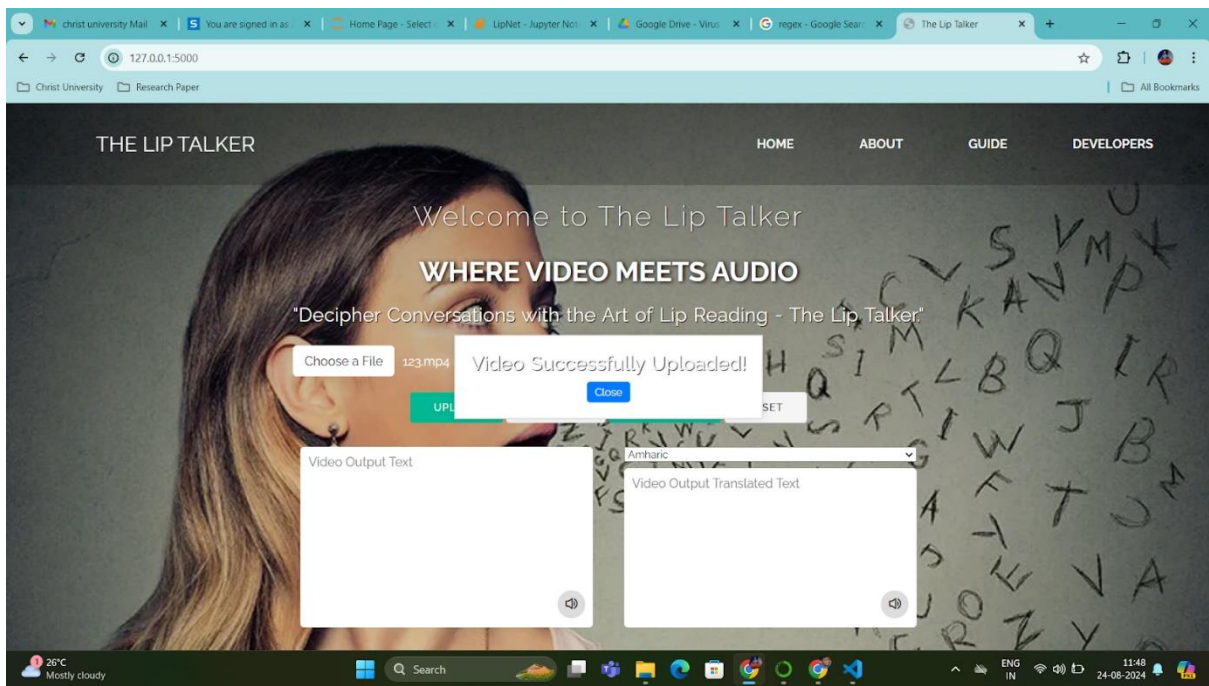 christ university Mail
You are signed in as
Home Page - Select
LipNet - Jupyter Not
Google Drive - Virus
regex - Google Sear
The Lip Talker
127.0.0.1:5000
Christ University
Research Paper
All Bookmarks
THE LIP TALKER
HOME ABOUT GUIDE DEVELOPERS
Welcome to The Lip Talker
WHERE VIDEO MEETS AUDIO
"Decipher Conversations with the Art of Lip Reading - The Lip Talker."
Choose a File 123.mp4
Video Successfully Uploaded!
Close
UPL
SET
Video Output Text
Amharic
Video Output Translated Text
26°C
Mostly cloudy
Search
ENG
IN
11:48
24-08-2024